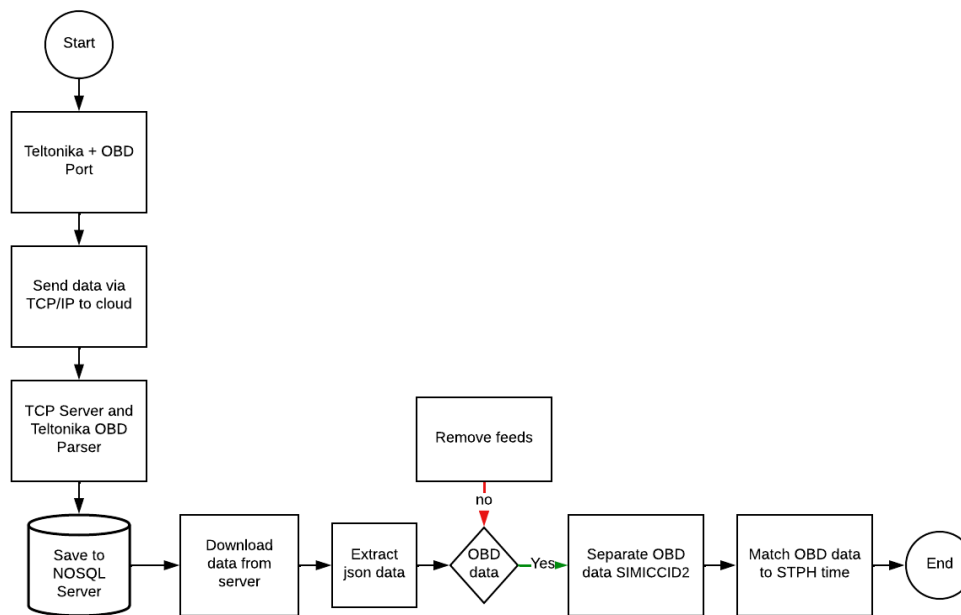 Start
Teltonika + OBD
Port
Send data via
TCP/IP to cloud
TCP Server and
Teltonika OBD
Parser
Save to
NOSQL
Server
Download
data from
server
Extract
json data
Remove feeds
no
OBD
data
Yes
Separate OBD
data SIMICCID2
Match OBD data
to STPH time
End